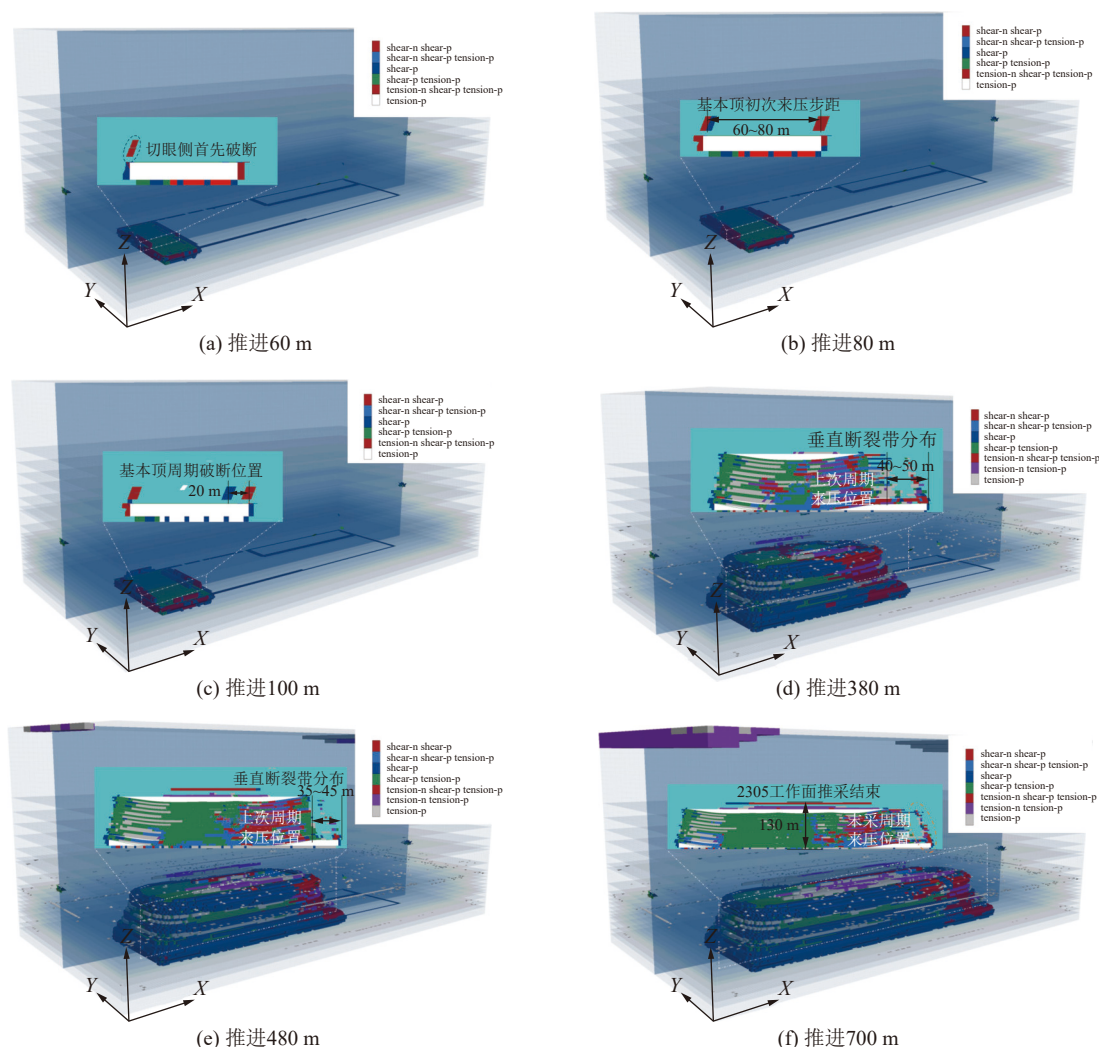 shear-n shear-p
shear-n shear-p tension-p
shear-p
shear-p tension-p
tension-n shear-p tension-p
tension-p
切眼侧首先破断
Z
Y
X
(a) 推进60 m
shear-n shear-p
shear-n shear-p tension-p
shear-p
shear-p tension-p
tension-n shear-p tension-p
tension-p
基本顶初次来压步距
60~80 m
Z
Y
X
(b) 推进80 m
shear-n shear-p
shear-n shear-p tension-p
shear-p
shear-p tension-p
tension-n shear-p tension-p
tension-p
基本顶周期破断位置
20 m
Z
Y
X
(c) 推进100 m
shear-n shear-p
shear-n shear-p tension-p
shear-p
shear-p tension-p
tension-n shear-p tension-p
tension-n tension-p
tension-p
垂直断裂带分布
40~50 m
上次周期
来压位置
Z
Y
X
(d) 推进380 m
shear-n shear-p
shear-n shear-p tension-p
shear-p
shear-p tension-p
tension-n shear-p tension-p
tension-n tension-p
tension-p
垂直断裂带分布
35~45 m
上次周期
来压位置
Z
Y
X
(e) 推进480 m
shear-n shear-p
shear-n shear-p tension-p
shear-p
shear-p tension-p
tension-n shear-p tension-p
tension-n tension-p
tension-p
2305工作面推采结束
130 m
末采周期
来压位置
Z
Y
X
(f) 推进700 m